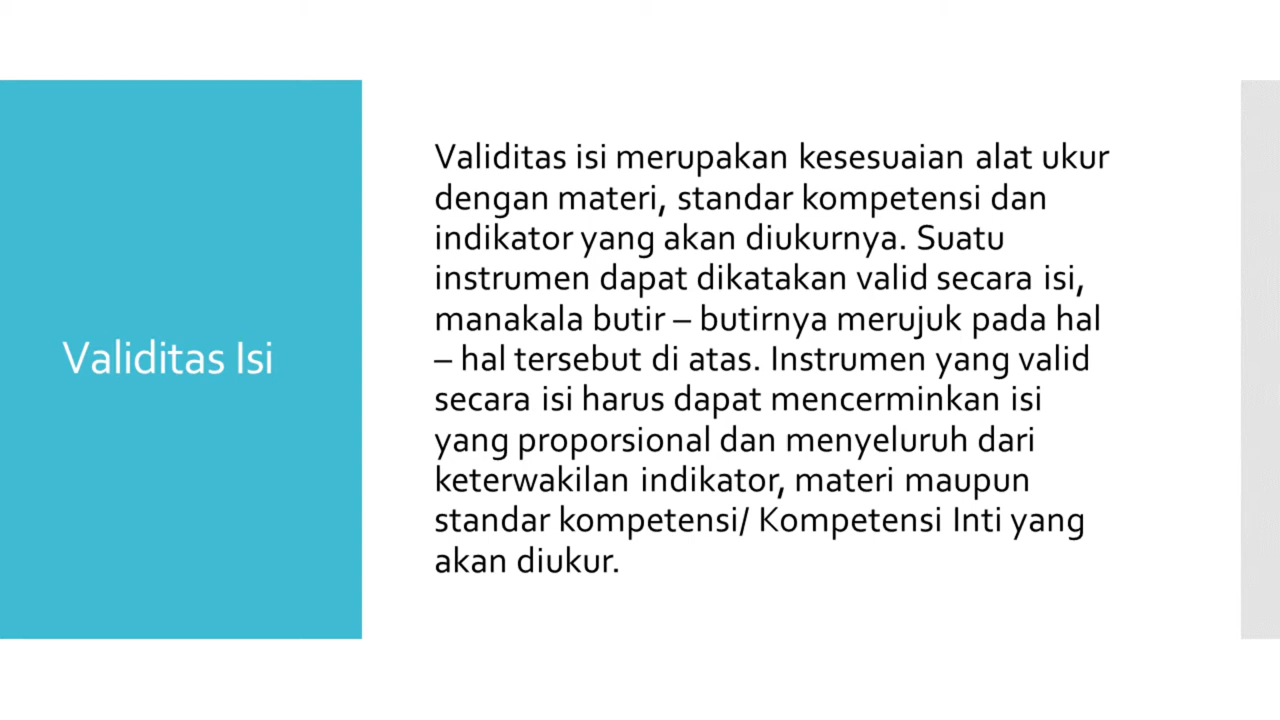 Validitas Isi
Validitas isi merupakan kesesuaian alat ukur
dengan materi, standar kompetensi dan
indikator yang akan diukurnya. Suatu
instrumen dapat dikatakan valid secara isi,
manakala butir – butirnya merujuk pada hal
– hal tersebut di atas. Instrumen yang valid
secara isi harus dapat mencerminkan isi
yang proporsional dan menyeluruh dari
keterwakilan indikator, materi maupun
standar kompetensi/ Kompetensi Inti yang
akan diukur.